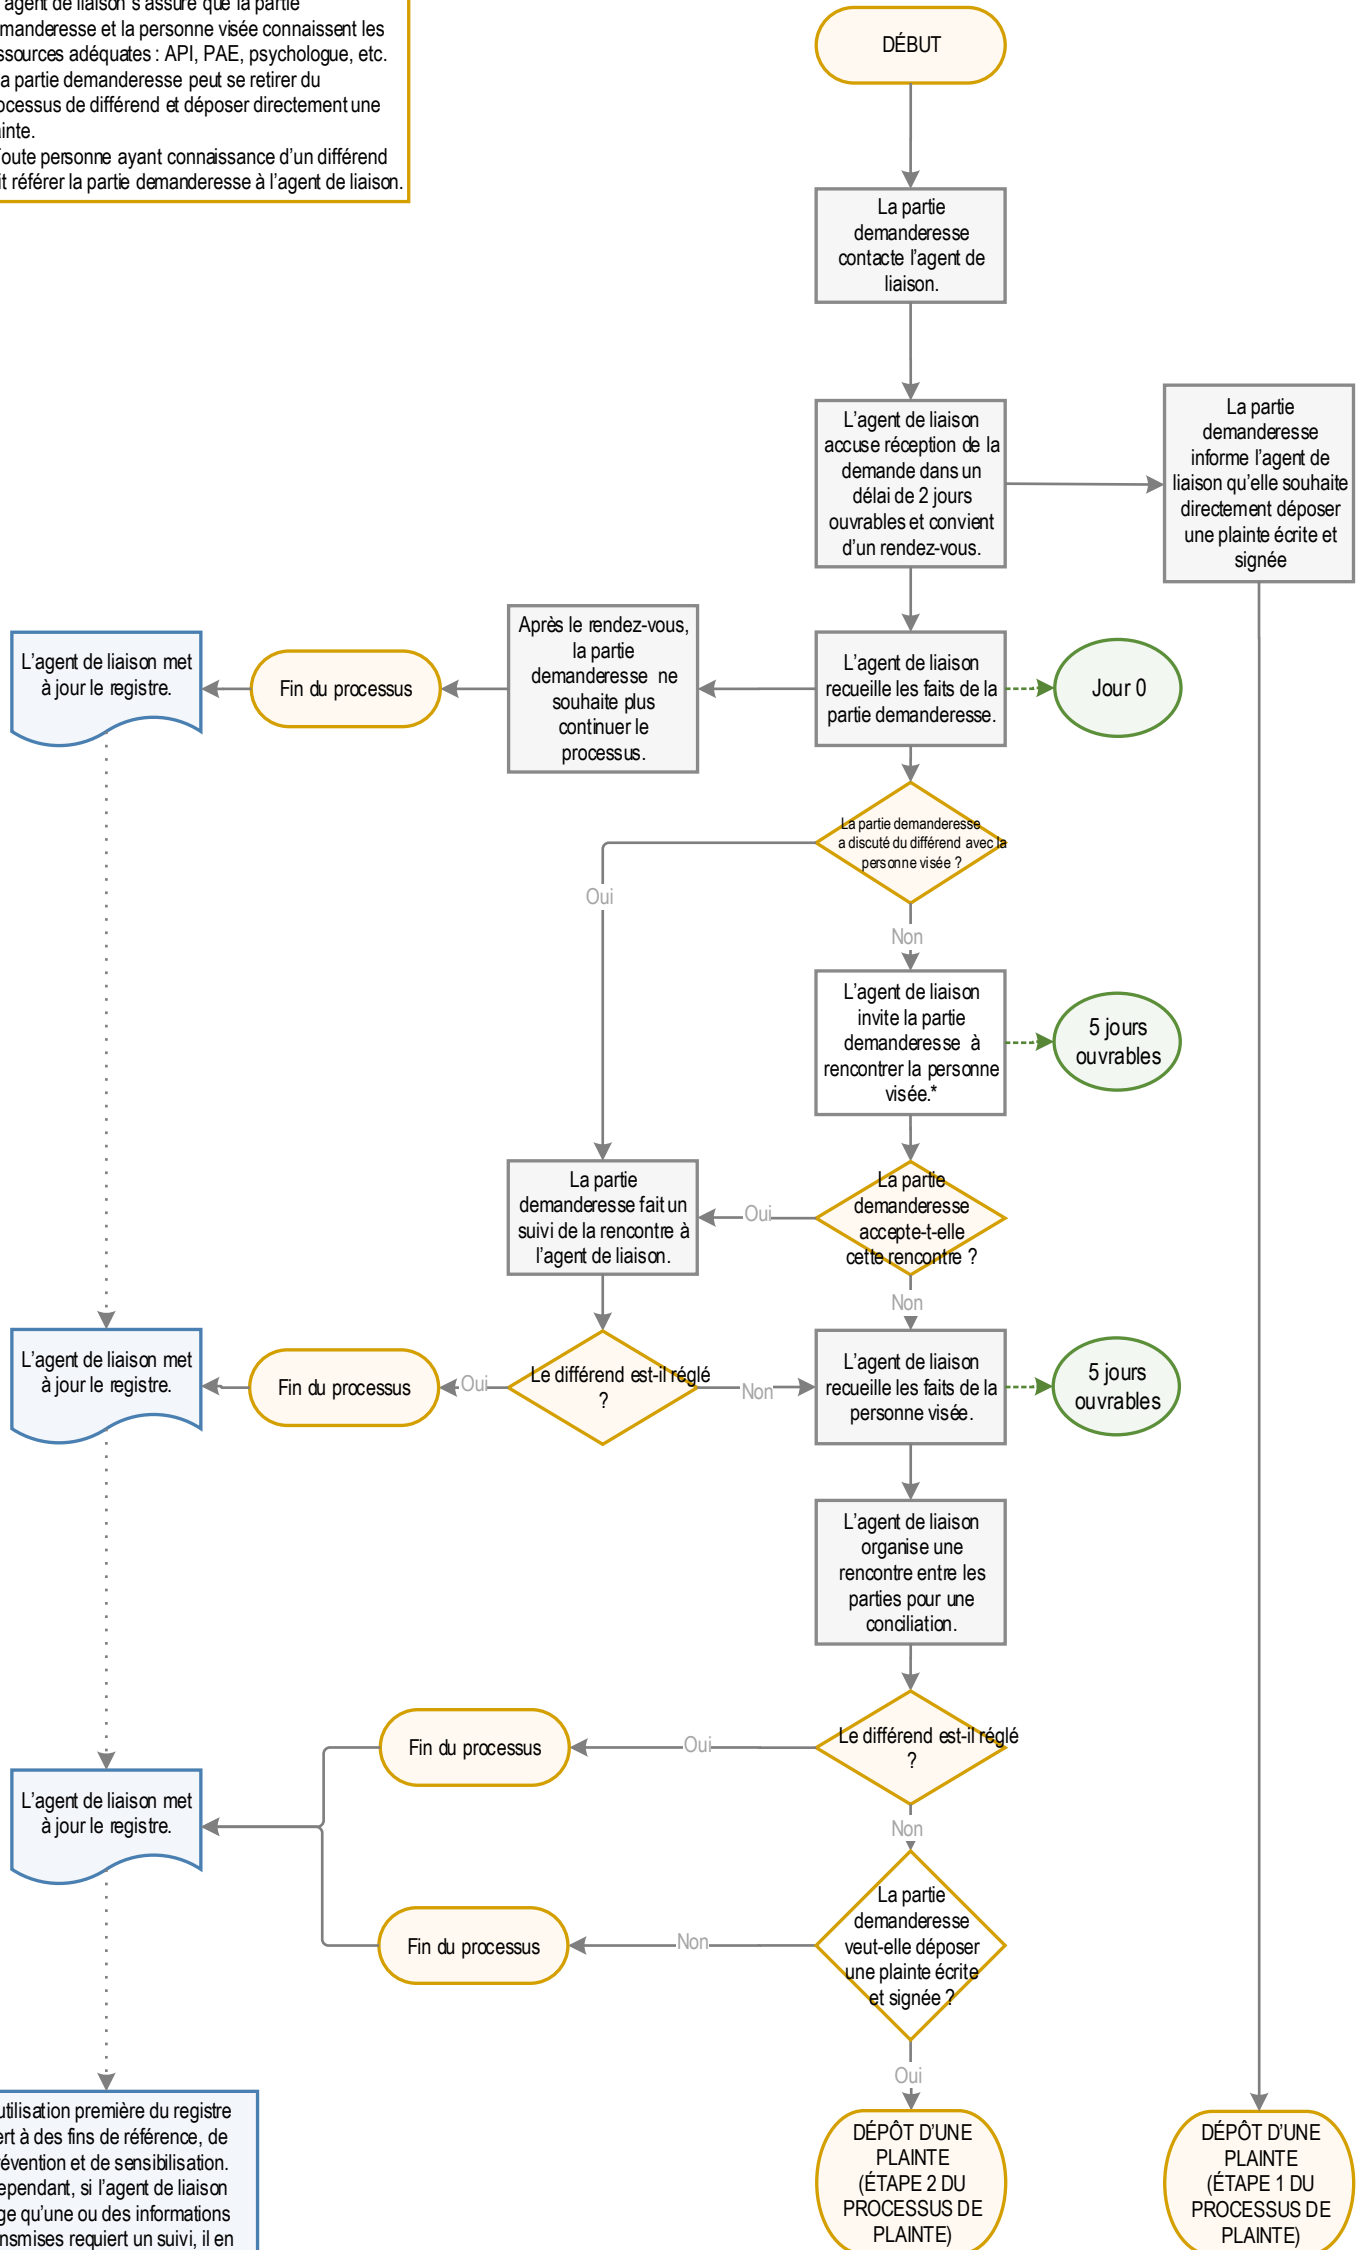 agent de liaison s'assure que la partie
manderesse et la personne visée connaissent les
ssources adéquates : API, PAE, psychologue, etc.
a partie demanderesse peut se retirer du
ocessus de différend et déposer directement une
ainte.
oute personne ayant connaissance d'un différend
it référer la partie demanderesse à l'agent de liaison.
DÉBUT
La partie
demanderesse
contacte l'agent de
liaison.
L'agent de liaison
accuse réception de la
demande dans un
délai de 2 jours
ouvrables et convient
d'un rendez-vous.
La partie
demanderesse
informe l'agent de
liaison qu'elle souhaite
directement déposer
une plainte écrite et
signée
L'agent de liaison met
à jour le registre.
Fin du processus
Après le rendez-vous,
la partie
demanderesse ne
souhaite plus
continuer le
processus.
L'agent de liaison
recueille les faits de la
partie demanderesse.
Jour 0
La partie demanderesse
a discuté du différend avec la
personne visée ?
Oui
Non
L'agent de liaison
invite la partie
demanderesse à
rencontrer la personne
visée.*
5 jours
ouvrables
La partie
demanderesse fait un
suivi de la rencontre à
l'agent de liaison.
Oui
La partie
demanderesse
accepte-t-elle
cette rencontre ?
Non
L'agent de liaison met
à jour le registre.
Fin du processus
Oui
Le différend est-il réglé
?
Non
L'agent de liaison
recueille les faits de la
personne visée.
5 jours
ouvrables
L'agent de liaison
organise une
rencontre entre les
parties pour une
conciliation.
Fin du processus
Oui
Le différend est-il réglé
?
L'agent de liaison met
à jour le registre.
Non
Fin du processus
Non
La partie
demanderesse
veut-elle déposer
une plainte écrite
et signée ?
Oui
utilisation première du registre
ert à des fins de référence, de
évention et de sensibilisation.
ependant, si l'agent de liaison
ge qu'une ou des informations
nsmises requiert un suivi, il en
DÉPÔT D'UNE
PLAINTE
(ÉTAPE 2 DU
PROCESSUS DE
PLAINTE)
DÉPÔT D'UNE
PLAINTE
(ÉTAPE 1 DU
PROCESSUS DE
PLAINTE)